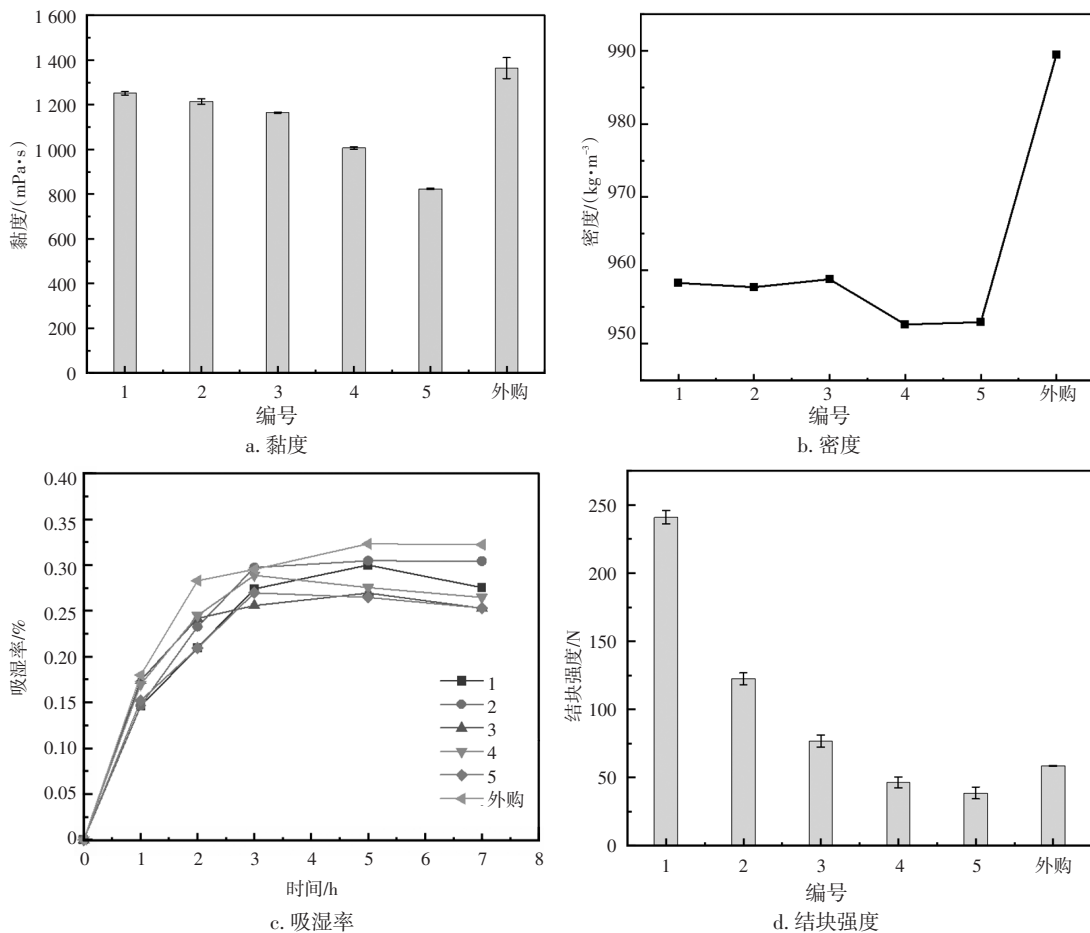 1 600
1 400
1 200
1 000
800
600
400
200
0
黏度/(mPa•s)
1 2 3 4 5 外购
编号
a. 黏度
990
980
970
960
950
密度/(kg•m⁻³)
1 2 3 4 5 外购
编号
b. 密度
0.40
0.35
0.30
0.25
0.20
0.15
0.10
0.05
0
吸湿率/%
1
2
3
4
5
外购
0 1 2 3 4 5 6 7 8
时间/h
c. 吸湿率
250
200
150
100
50
0
结块强度/N
1 2 3 4 5 外购
编号
d. 结块强度